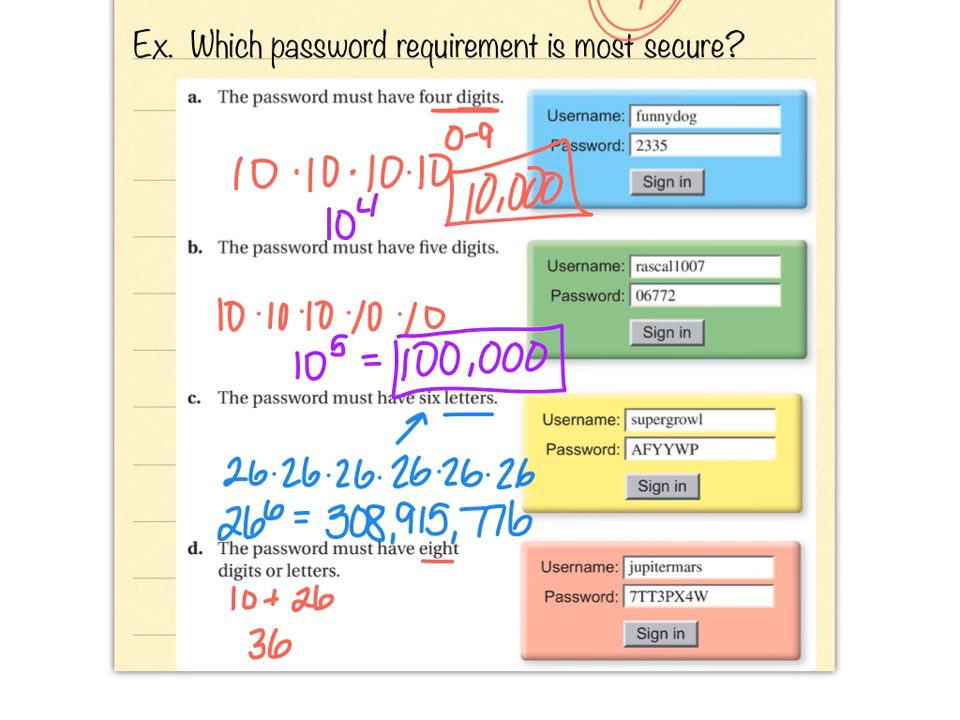 Ex. Which password requirement is most secure?
a. The password must have four digits.
0-9
10 · 10 · 10 · 10
10,000
10⁴
Username: funnydog
Password: 2335
Sign in
b. The password must have five digits.
10 · 10 · 10 · 10 · 10
10⁵ = 100,000
Username: rascal1007
Password: 06772
Sign in
c. The password must have six letters.
26 · 26 · 26 · 26 · 26 · 26
26⁶ = 308,915,776
Username: supergrowl
Password: AFYYWP
Sign in
d. The password must have eight
digits or letters.
10 + 26
36
Username: jupitermars
Password: 7TT3PX4W
Sign in